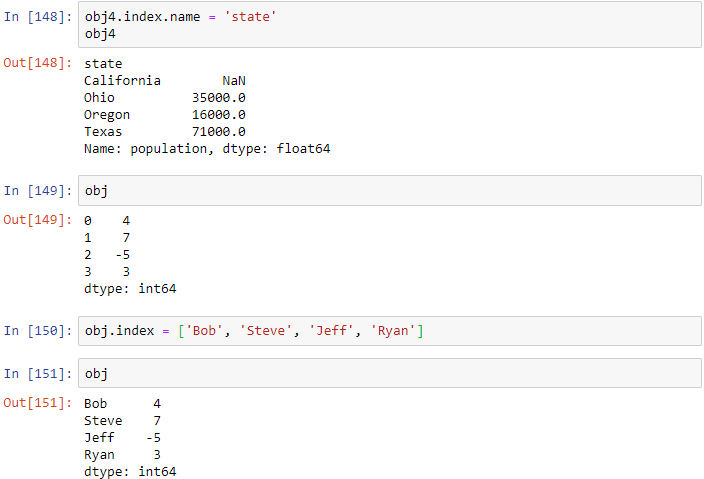 In [148]: obj4.index.name = 'state'
obj4
Out[148]: state
California        NaN
Ohio          35000.0
Oregon        16000.0
Texas         71000.0
Name: population, dtype: float64
In [149]: obj
Out[149]: 0    4
1    7
2   -5
3    3
dtype: int64
In [150]: obj.index = ['Bob', 'Steve', 'Jeff', 'Ryan']
In [151]: obj
Out[151]: Bob      4
Steve    7
Jeff    -5
Ryan     3
dtype: int64